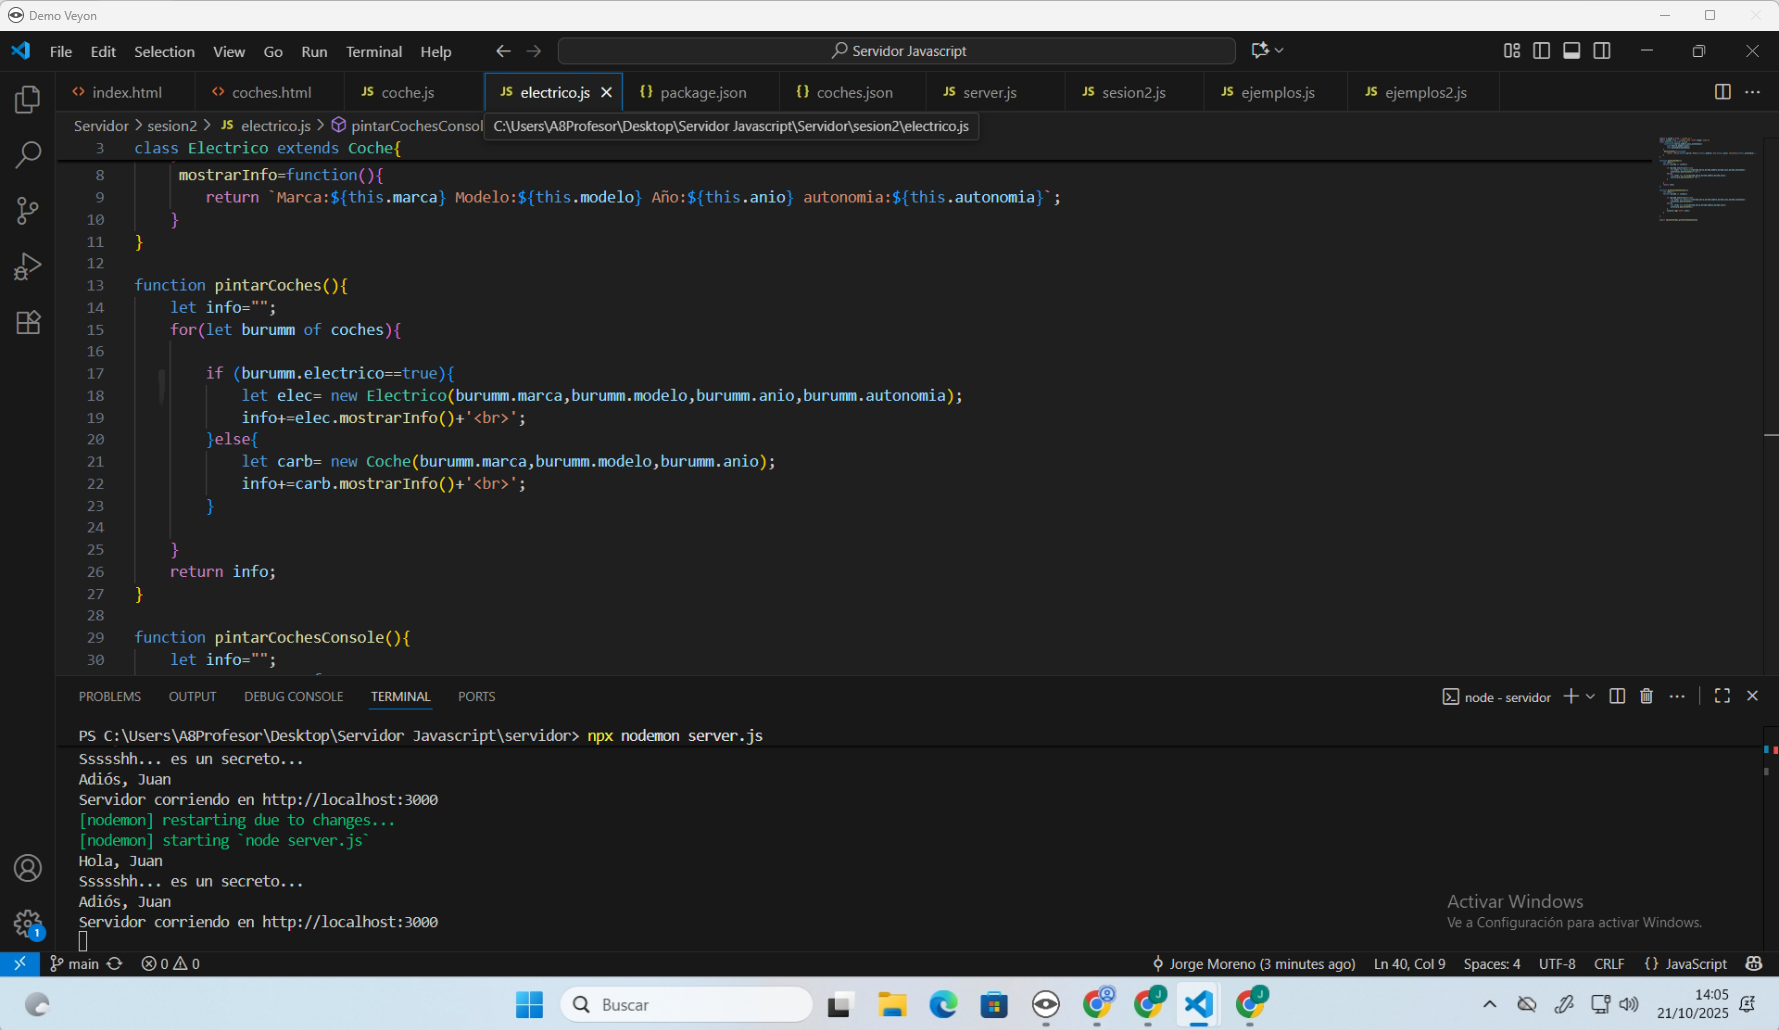 Demo Veyon
File Edit Selection View Go Run Terminal Help
Servidor Javascript
index.html
coches.html
JS coche.js
JS electrico.js
{} package.json
{} coches.json
JS server.js
JS sesion2.js
JS ejemplos.js
JS ejemplos2.js
Servidor > sesion2 > JS electrico.js > pintarCochesConsol
C:\Users\A8Profesor\Desktop\Servidor Javascript\Servidor\sesion2\electrico.js
3 class Electrico extends Coche{
8 mostrarInfo=function(){
9 return `Marca:${this.marca} Modelo:${this.modelo} Año:${this.anio} autonomia:${this.autonomia}`;
10 }
11 }
12
13 function pintarCoches(){
14 let info="";
15 for(let burumm of coches){
16
17 if (burumm.electrico==true){
18 let elec= new Electrico(burumm.marca,burumm.modelo,burumm.anio,burumm.autonomia);
19 info+=elec.mostrarInfo()+'<br>';
20 }else{
21 let carb= new Coche(burumm.marca,burumm.modelo,burumm.anio);
22 info+=carb.mostrarInfo()+'<br>';
23 }
24
25 }
26 return info;
27 }
28
29 function pintarCochesConsole(){
30 let info="";
PROBLEMS OUTPUT DEBUG CONSOLE TERMINAL PORTS
node - servidor
PS C:\Users\A8Profesor\Desktop\Servidor Javascript\servidor> npx nodemon server.js
Ssssshh... es un secreto...
Adiós, Juan
Servidor corriendo en http://localhost:3000
[nodemon] restarting due to changes...
[nodemon] starting `node server.js`
Hola, Juan
Ssssshh... es un secreto...
Adiós, Juan
Servidor corriendo en http://localhost:3000
Activar Windows
Ve a Configuración para activar Windows.
1
main
0 0
Jorge Moreno (3 minutes ago)
Ln 40, Col 9
Spaces: 4
UTF-8
CRLF
{} JavaScript
Buscar
14:05
21/10/2025